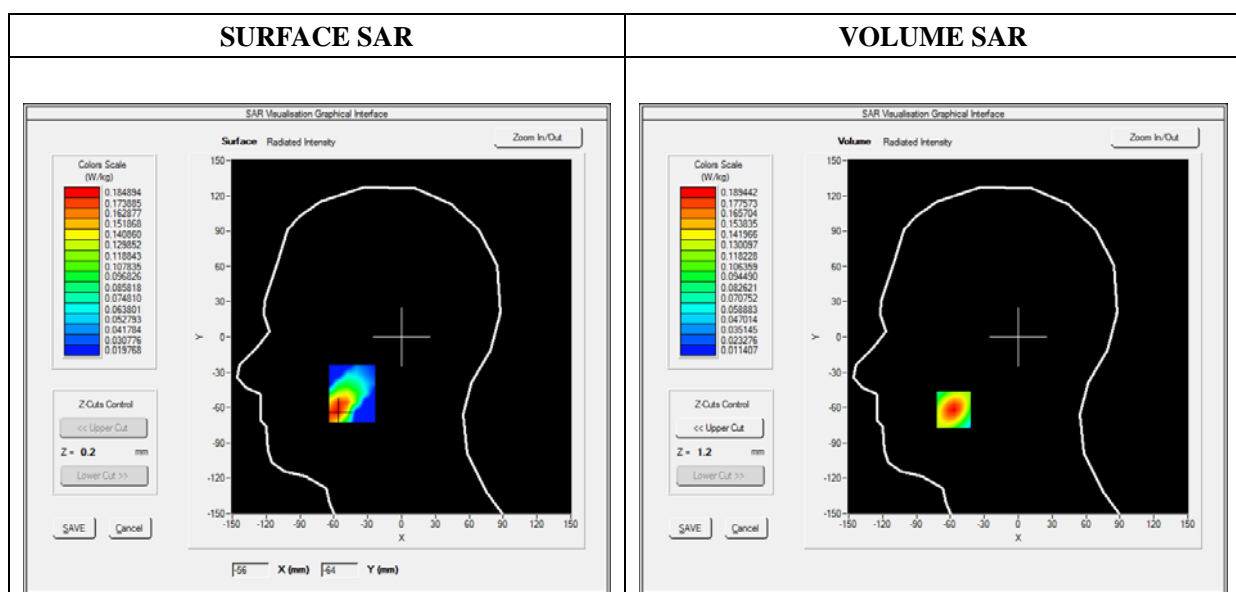 SURFACE SAR
VOLUME SAR
SAR Visualisation Graphical Interface
Surface Radiated Intensity
Zoom In/Out
Colors Scale
(W/kg)
0.184894
0.173885
0.162877
0.151868
0.140860
0.129852
0.118843
0.107835
0.096826
0.085818
0.074810
0.063801
0.052793
0.041784
0.030776
0.019768
Z-Cuts Control
<< Upper Cut
Z = 0.2 mm
Lower Cut >>
SAVE Cancel
150
120
90
60
30
0
-30
-60
-90
-120
-150
Y
-150 -120 -90 -60 -30 0 30 60 90 120 150
X
-56 X (mm) -64 Y (mm)
SAR Visualisation Graphical Interface
Volume Radiated Intensity
Zoom In/Out
Colors Scale
(W/kg)
0.189442
0.177573
0.165704
0.153835
0.141966
0.130097
0.118228
0.106359
0.094490
0.082621
0.070752
0.058883
0.047014
0.035145
0.023276
0.011407
Z-Cuts Control
<< Upper Cut
Z = 1.2 mm
Lower Cut >>
SAVE Cancel
150
120
90
60
30
0
-30
-60
-90
-120
-150
Y
-150 -120 -90 -60 -30 0 30 60 90 120 150
X